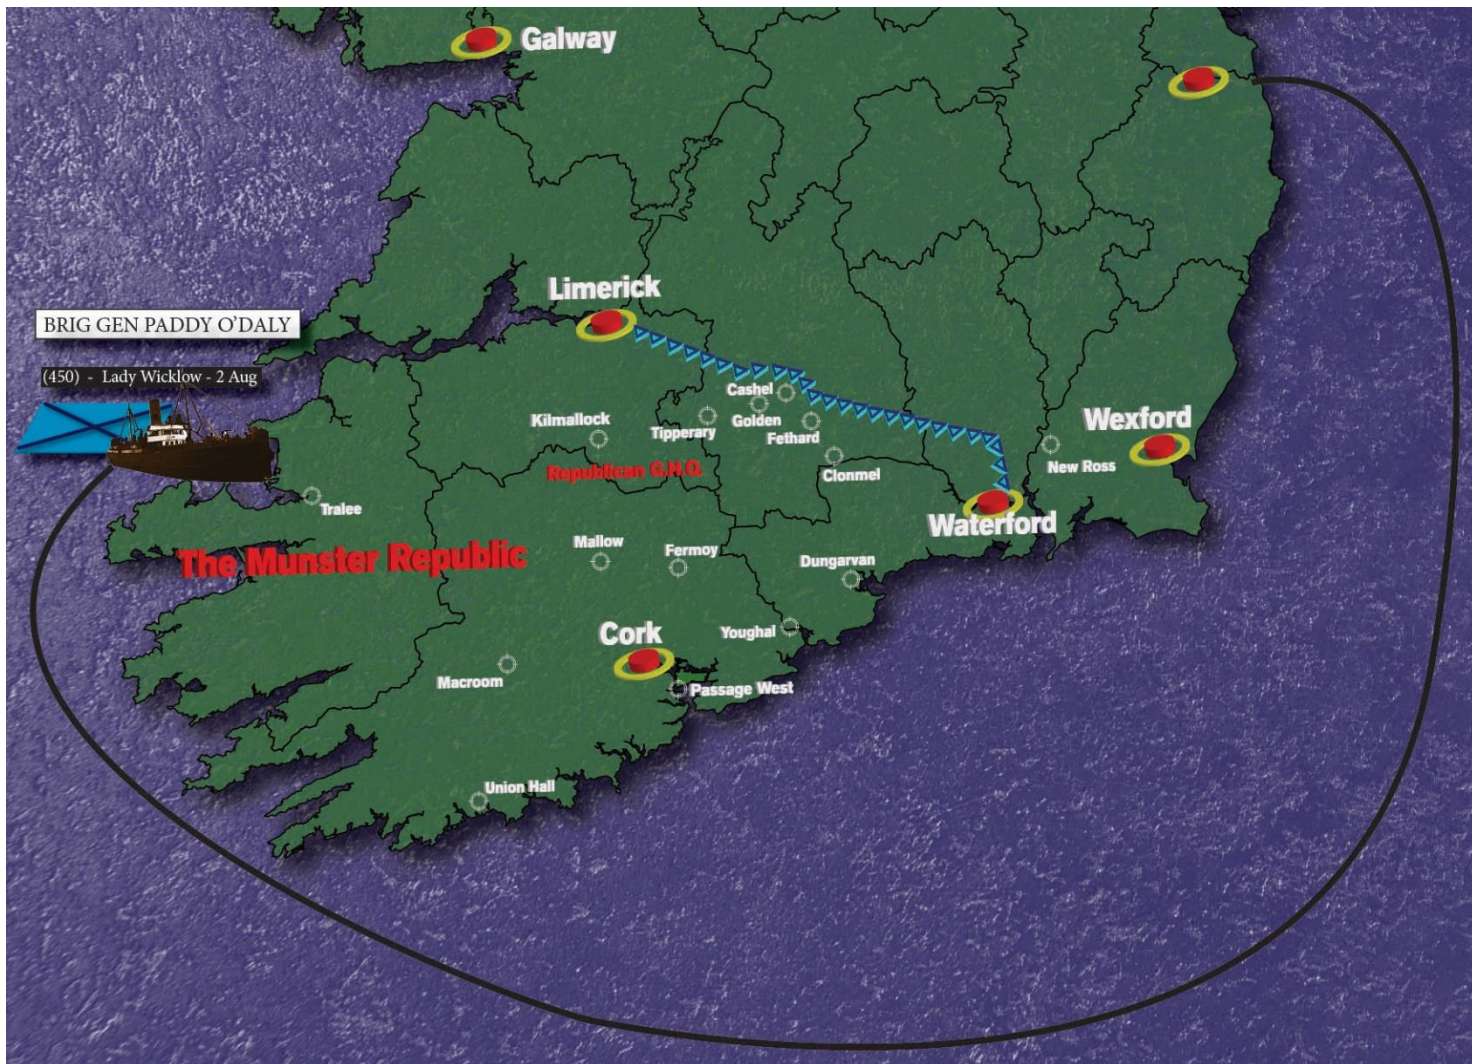 Galway
Limerick
BRIG GEN PADDY O'DALY
(450) - Lady Wicklow - 2 Aug
Cashel
Golden
Kilmallock
Tipperary
Fethard
Wexford
Republican G.H.Q.
Clonmel
New Ross
Tralee
Waterford
The Munster Republic
Mallow
Fermoy
Dungarvan
Cork
Youghal
Macroom
Passage West
Union Hall